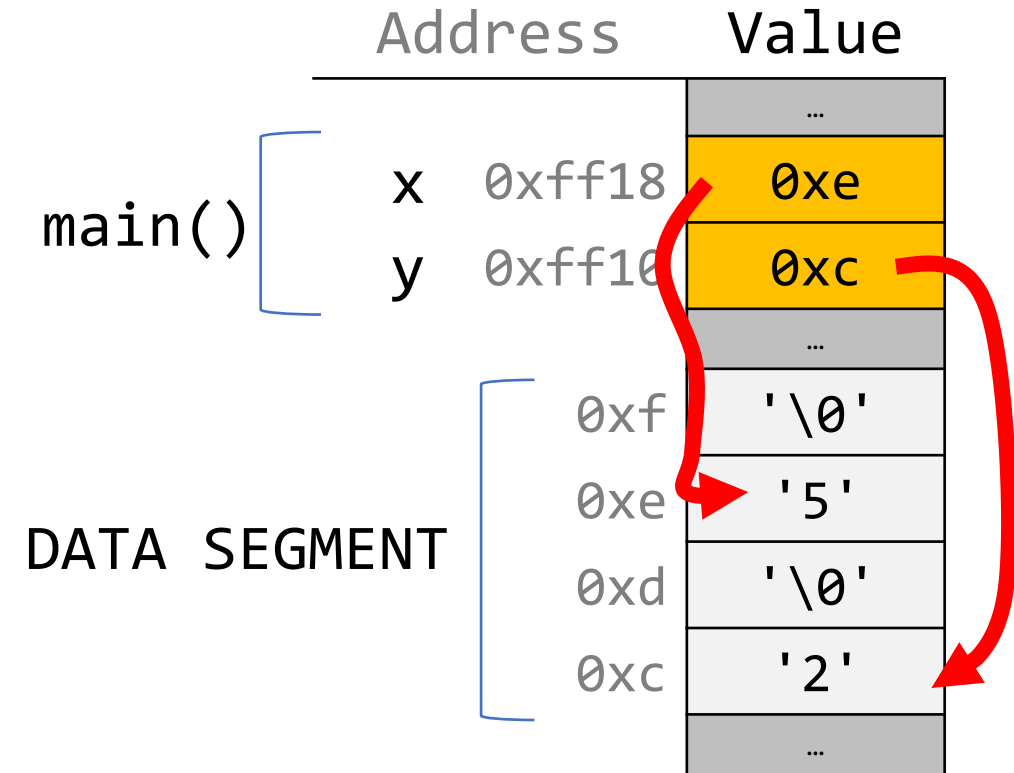 Address Value
…
x 0xff18 0xe
main()
y 0xff10 0xc
…
0xf '\0'
0xe '5'
DATA SEGMENT
0xd '\0'
0xc '2'
…